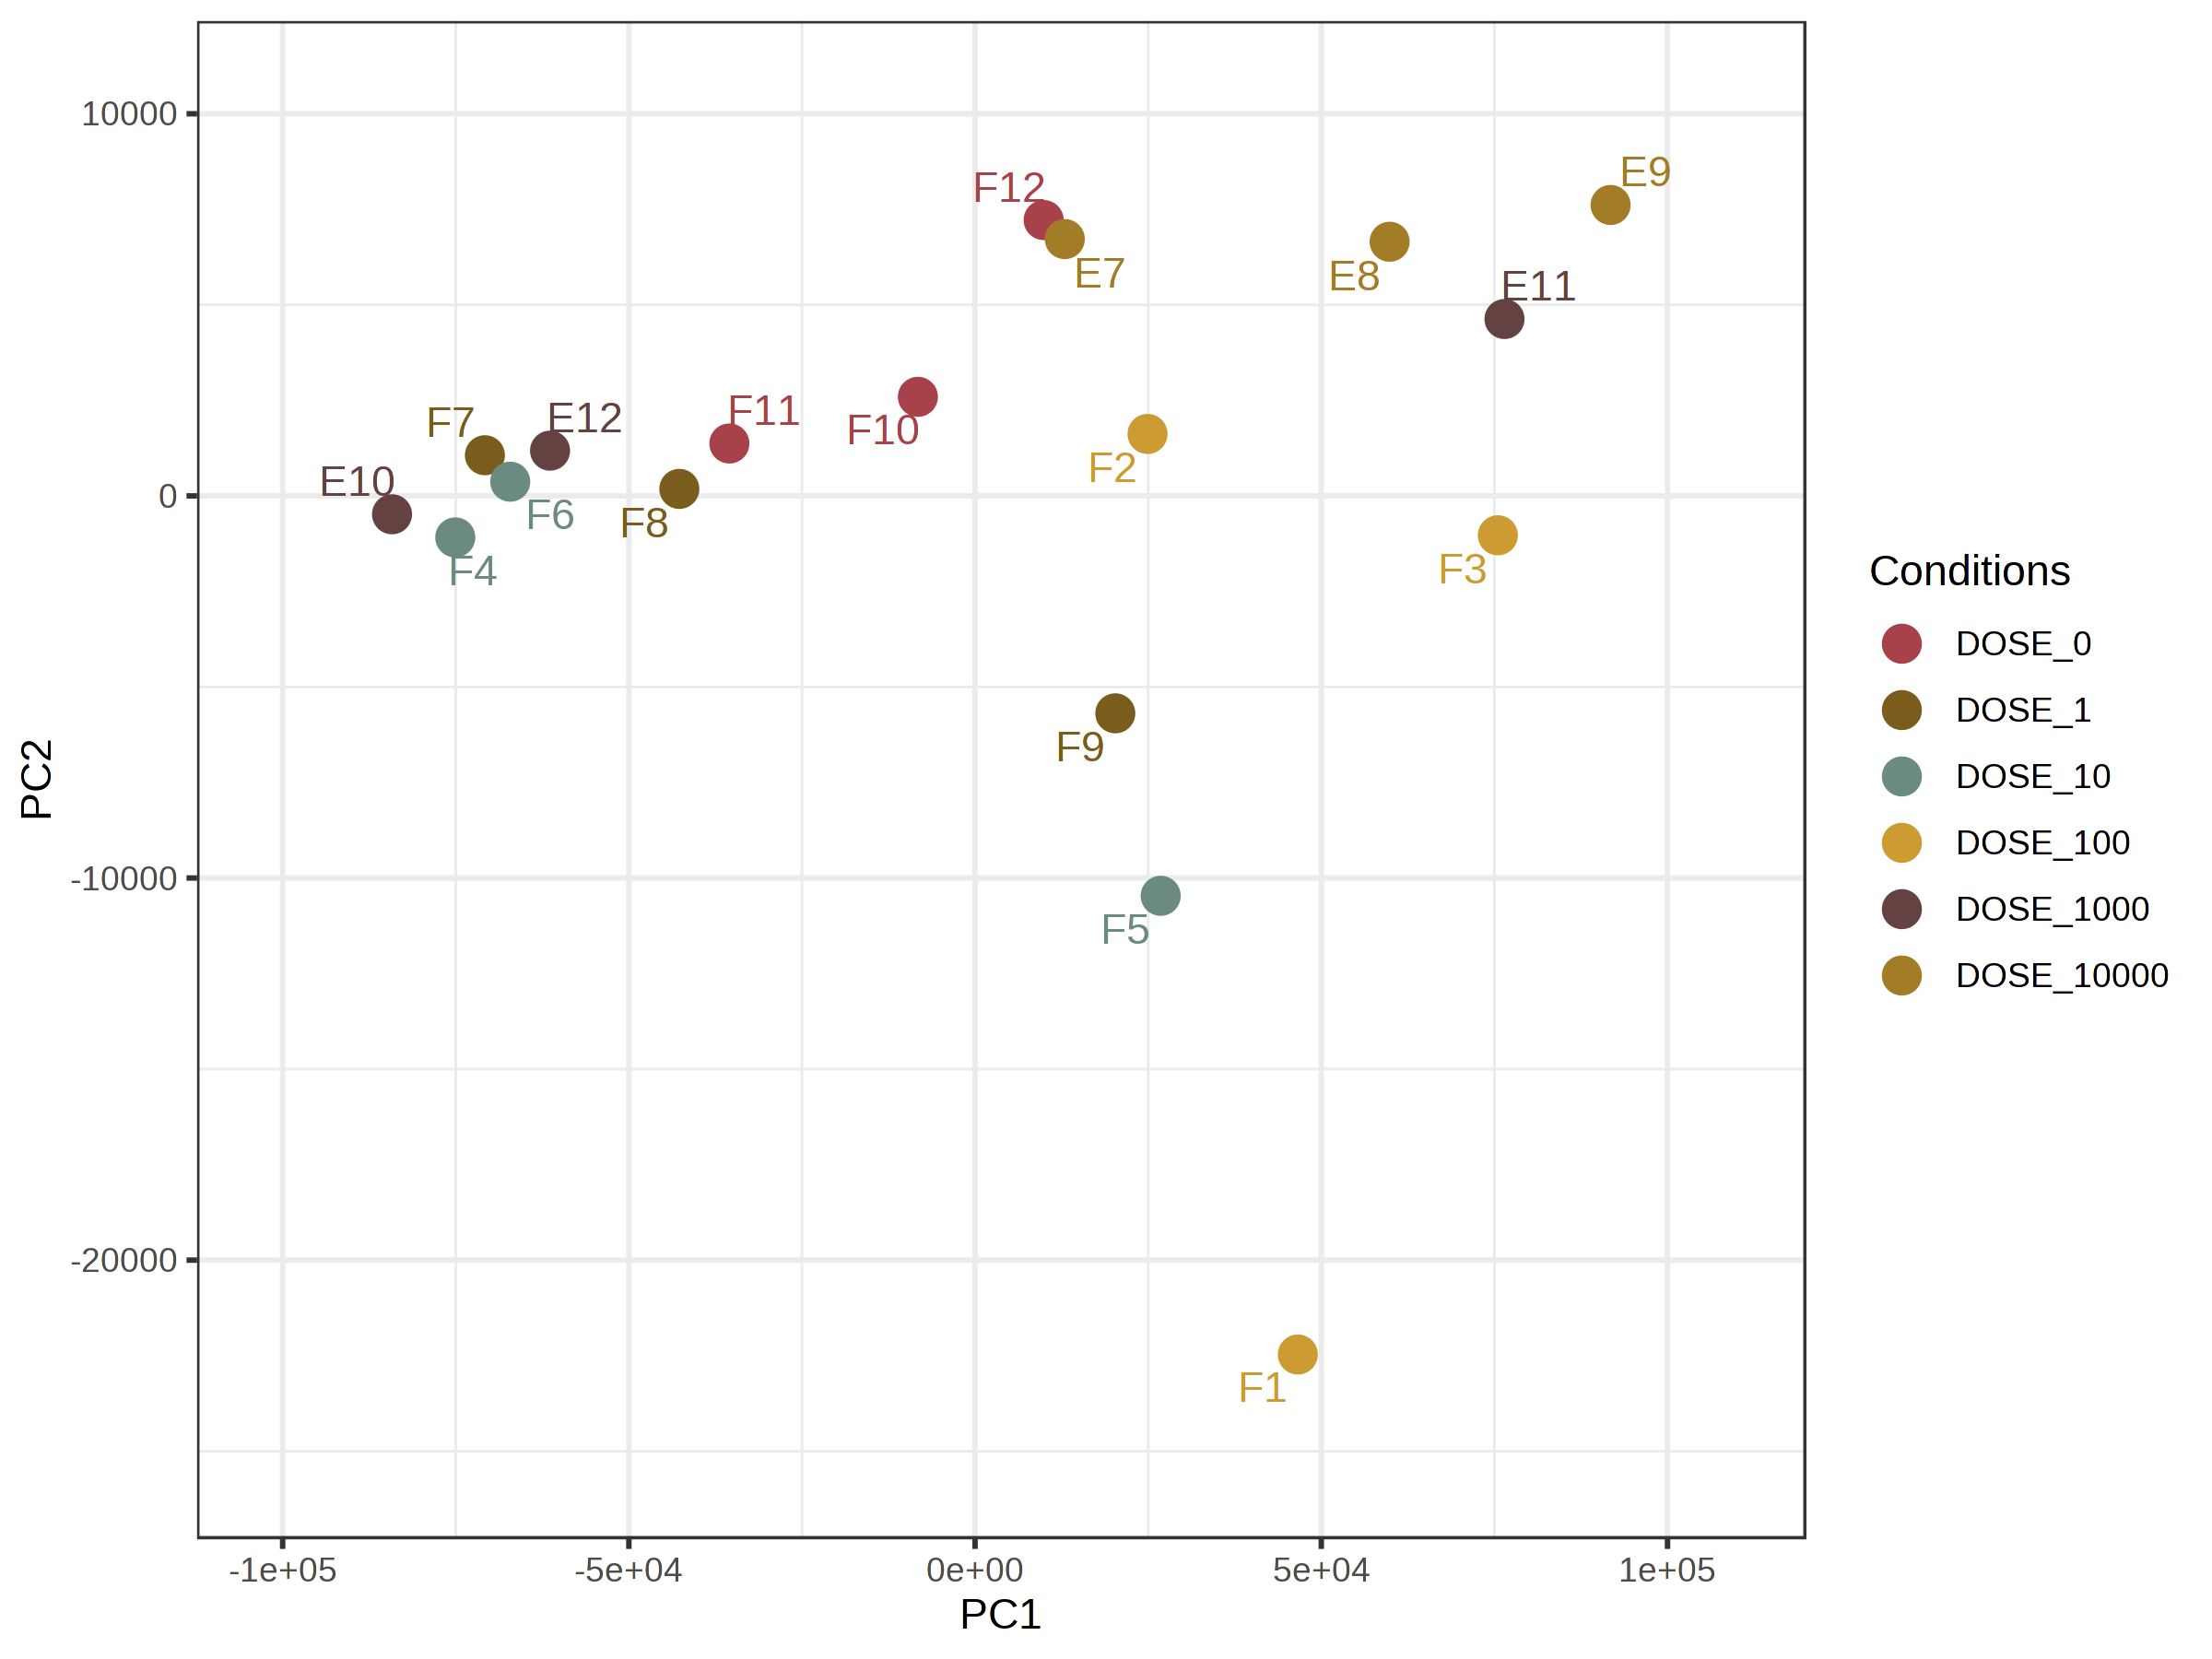 10000
E9
F12
E7
E8
E11
F7
E12
F11
F10
F2
E10
0
F6
F8
F4
F3
Conditions
DOSE_0
DOSE_1
F9
PC2
DOSE_10
DOSE_100
-10000
DOSE_1000
F5
DOSE_10000
-20000
F1
-1e+05
-5e+04
0e+00
5e+04
1e+05
PC1